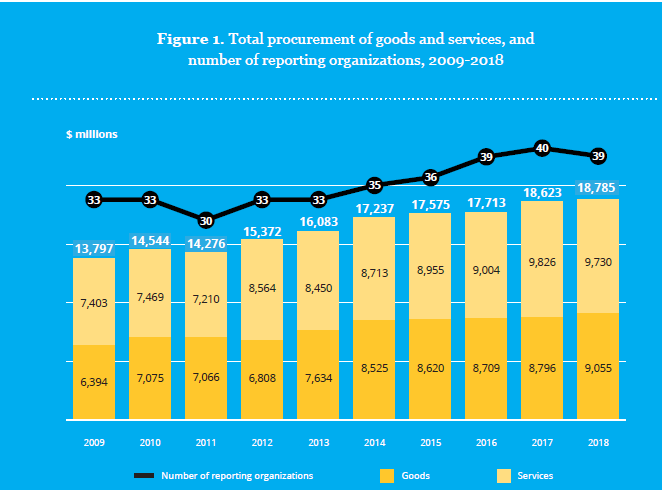 Figure 1. Total procurement of goods and services, and
number of reporting organizations, 2009-2018
$ millions
33 33 30 33 33 35 36 39 40 39
13,797 14,544 14,276 15,372 16,083 17,237 17,575 17,713 18,623 18,785
7,403 7,469 7,210 8,564 8,450 8,713 8,955 9,004 9,826 9,730
6,394 7,075 7,066 6,808 7,634 8,525 8,620 8,709 8,796 9,055
2009 2010 2011 2012 2013 2014 2015 2016 2017 2018
Number of reporting organizations Goods Services